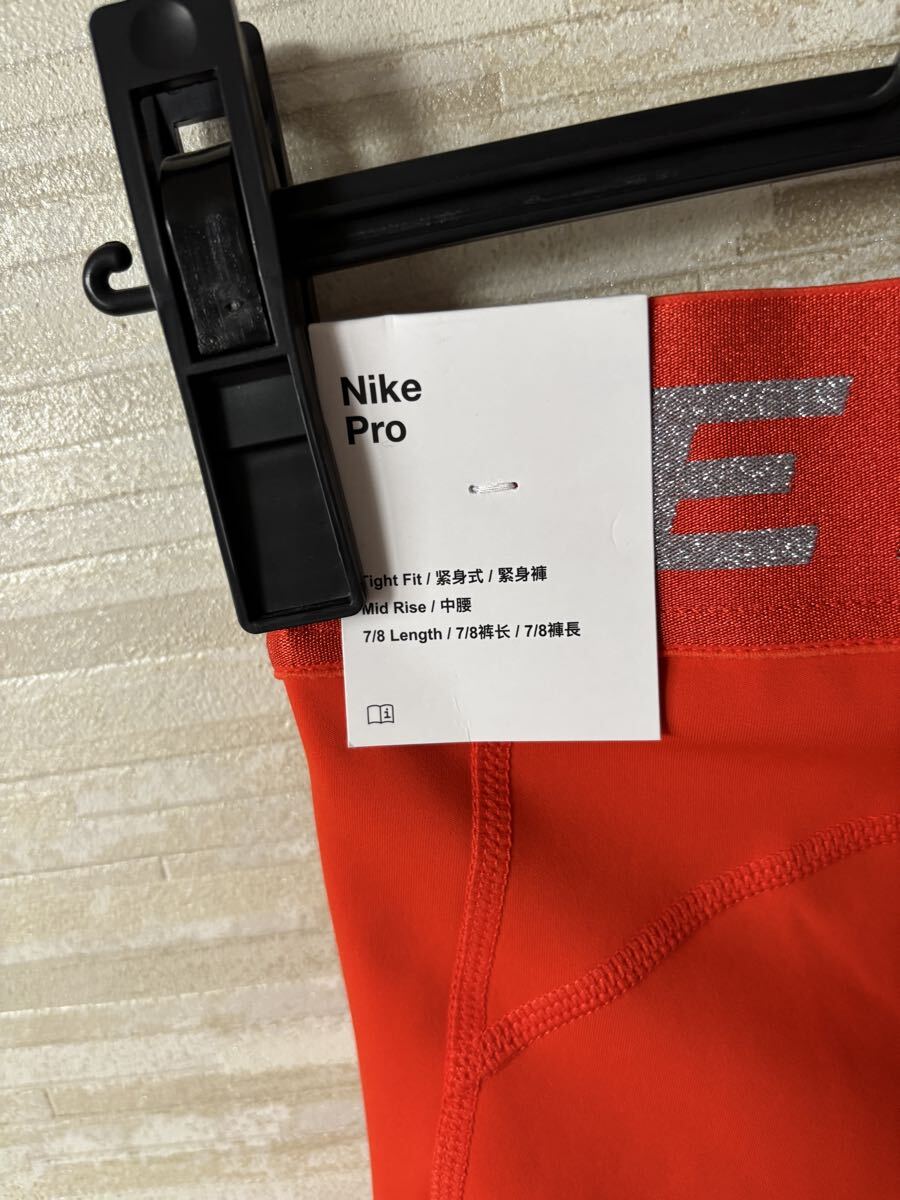 Nike
Pro
E
Tight Fit / 紧身式 / 緊身褲
Mid Rise / 中腰
7/8 Length / 7/8裤长 / 7/8褲長
i